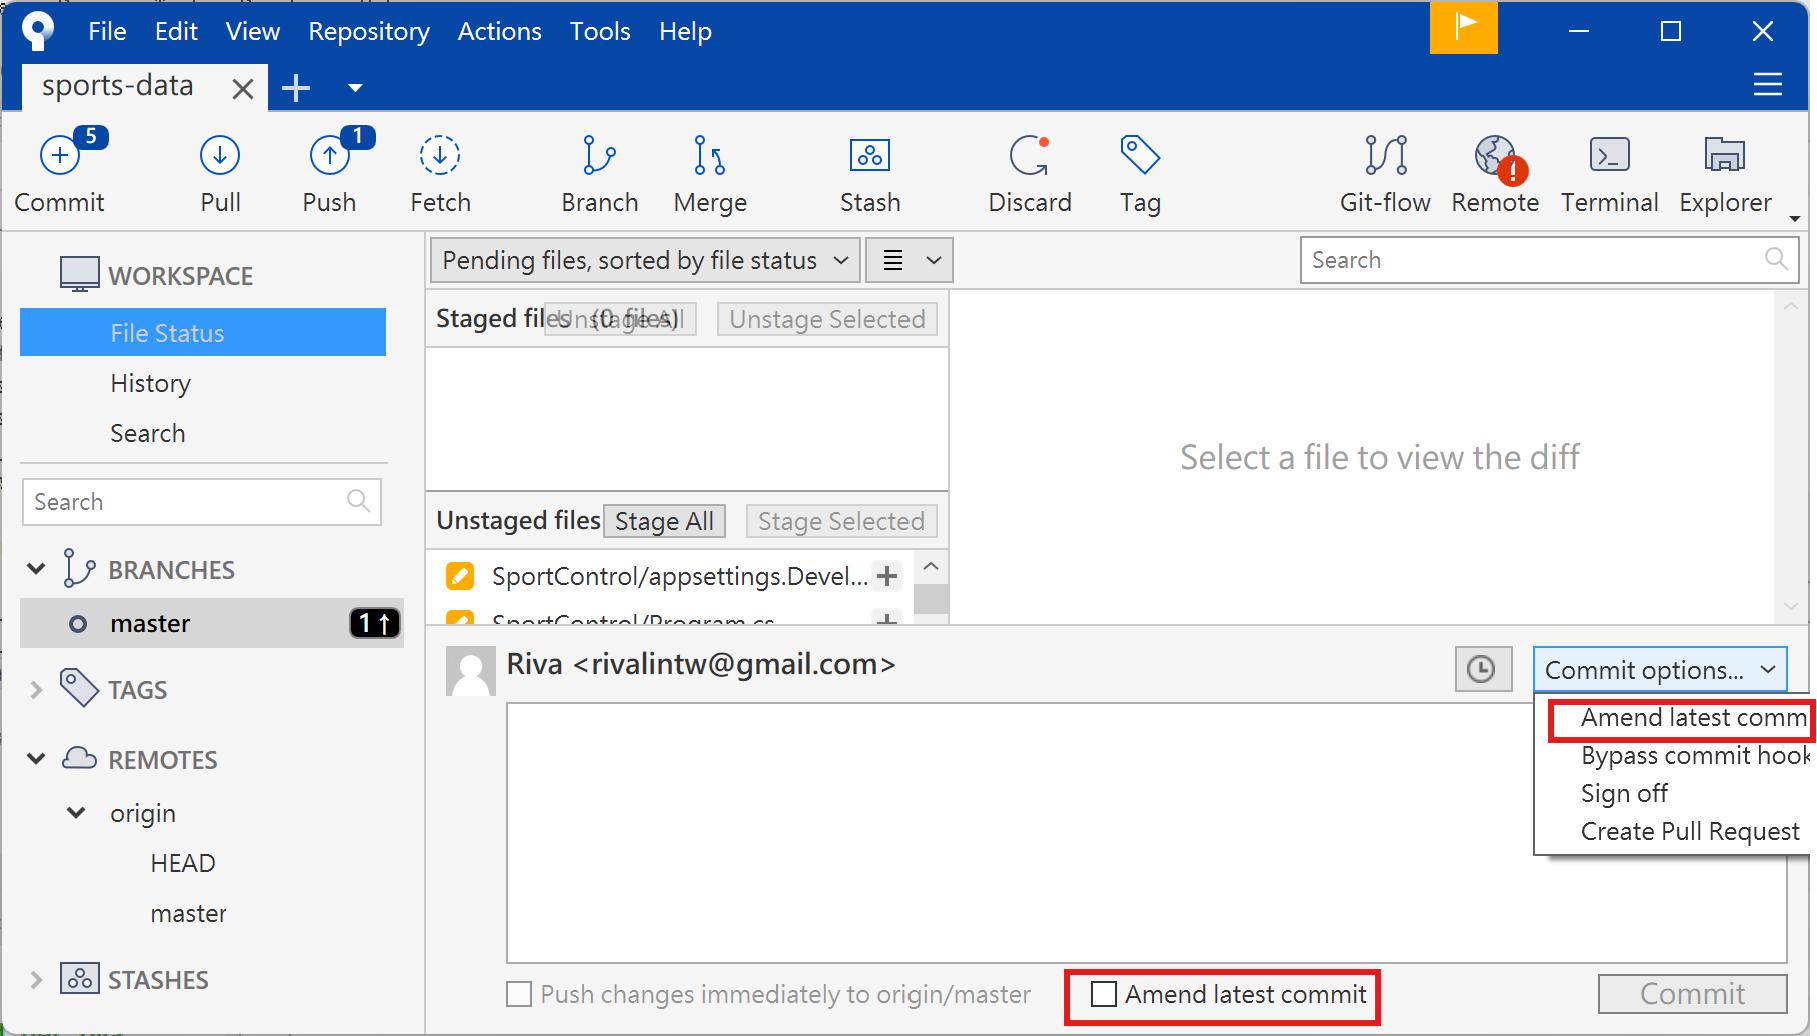 File Edit View Repository Actions Tools Help
sports-data
5
1
Commit Pull Push Fetch Branch Merge Stash Discard Tag Git-flow Remote Terminal Explorer
WORKSPACE
File Status
History
Search
Search
BRANCHES
master 1↑
TAGS
REMOTES
origin
HEAD
master
STASHES
Pending files, sorted by file status
Search
Staged files (0 files)
Unstage All Unstage Selected
Select a file to view the diff
Unstaged files Stage All Stage Selected
SportControl/appsettings.Devel...
SportControl/Program.cs
Riva <rivalintw@gmail.com>
Commit options...
Amend latest comm
Bypass commit hook
Sign off
Create Pull Request
Push changes immediately to origin/master
Amend latest commit
Commit